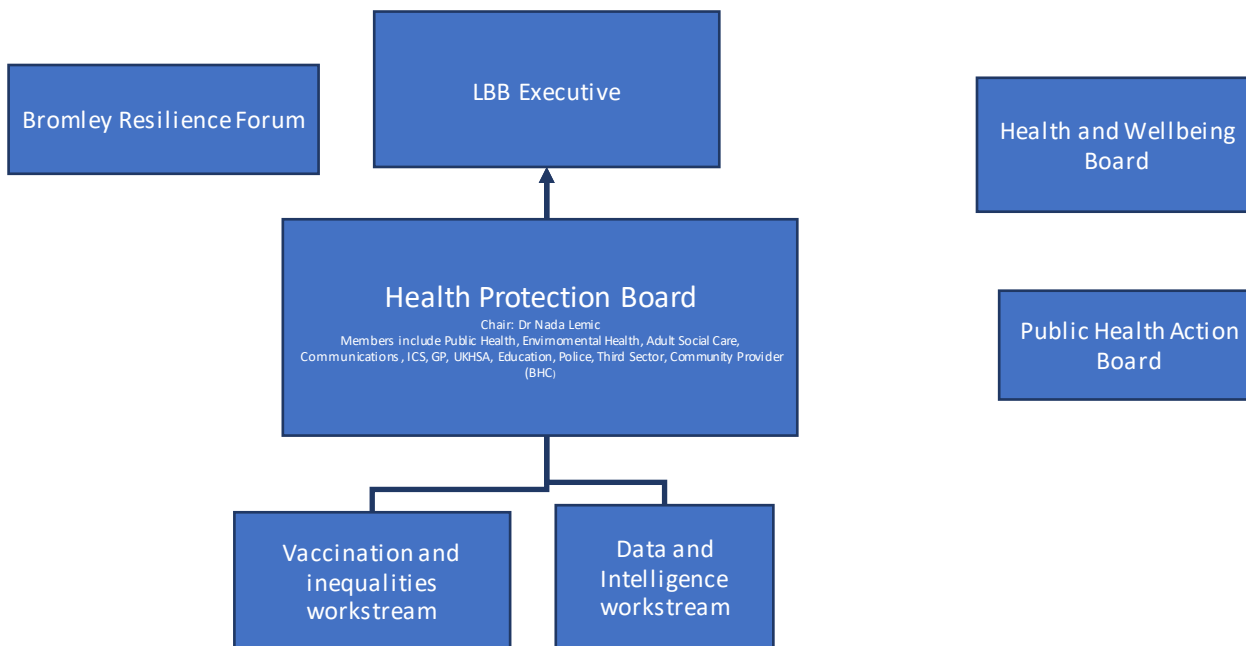 LBB Executive
Bromley Resilience Forum
Health and Wellbeing
Board
Health Protection Board
Chair: Dr Nada Lemic
Members include Public Health, Envirnomental Health, Adult Social Care,
Communications, ICS, GP, UKHSA, Education, Police, Third Sector, Community Provider
(BHC)
Public Health Action
Board
Vaccination and
inequalities
workstream
Data and
Intelligence
workstream